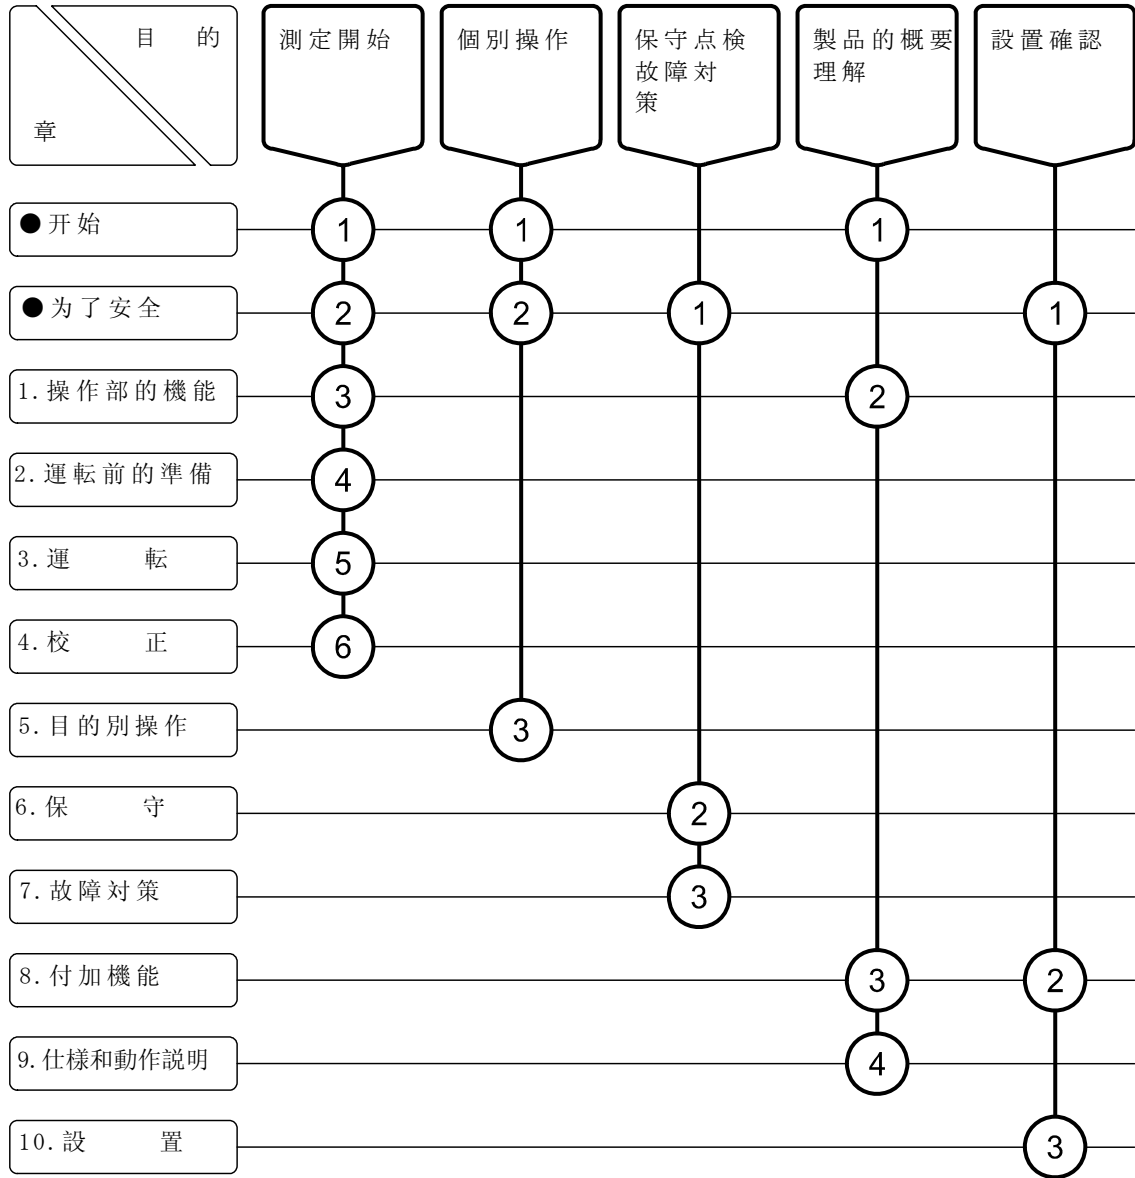 目 的
章
測定開始
個別操作
保守点検
故障対
策
製品的概要
理解
設置確認
●开始
1 1 1
●为了安全
2 2 1 1
1.操作部的機能
3 2
2.運転前的準備
4
3.運 転
5
4.校 正
6
5.目的別操作
3
6.保 守
2
7.故障対策
3
8.付加機能
3 2
9.仕様和動作説明
4
10.設 置
3